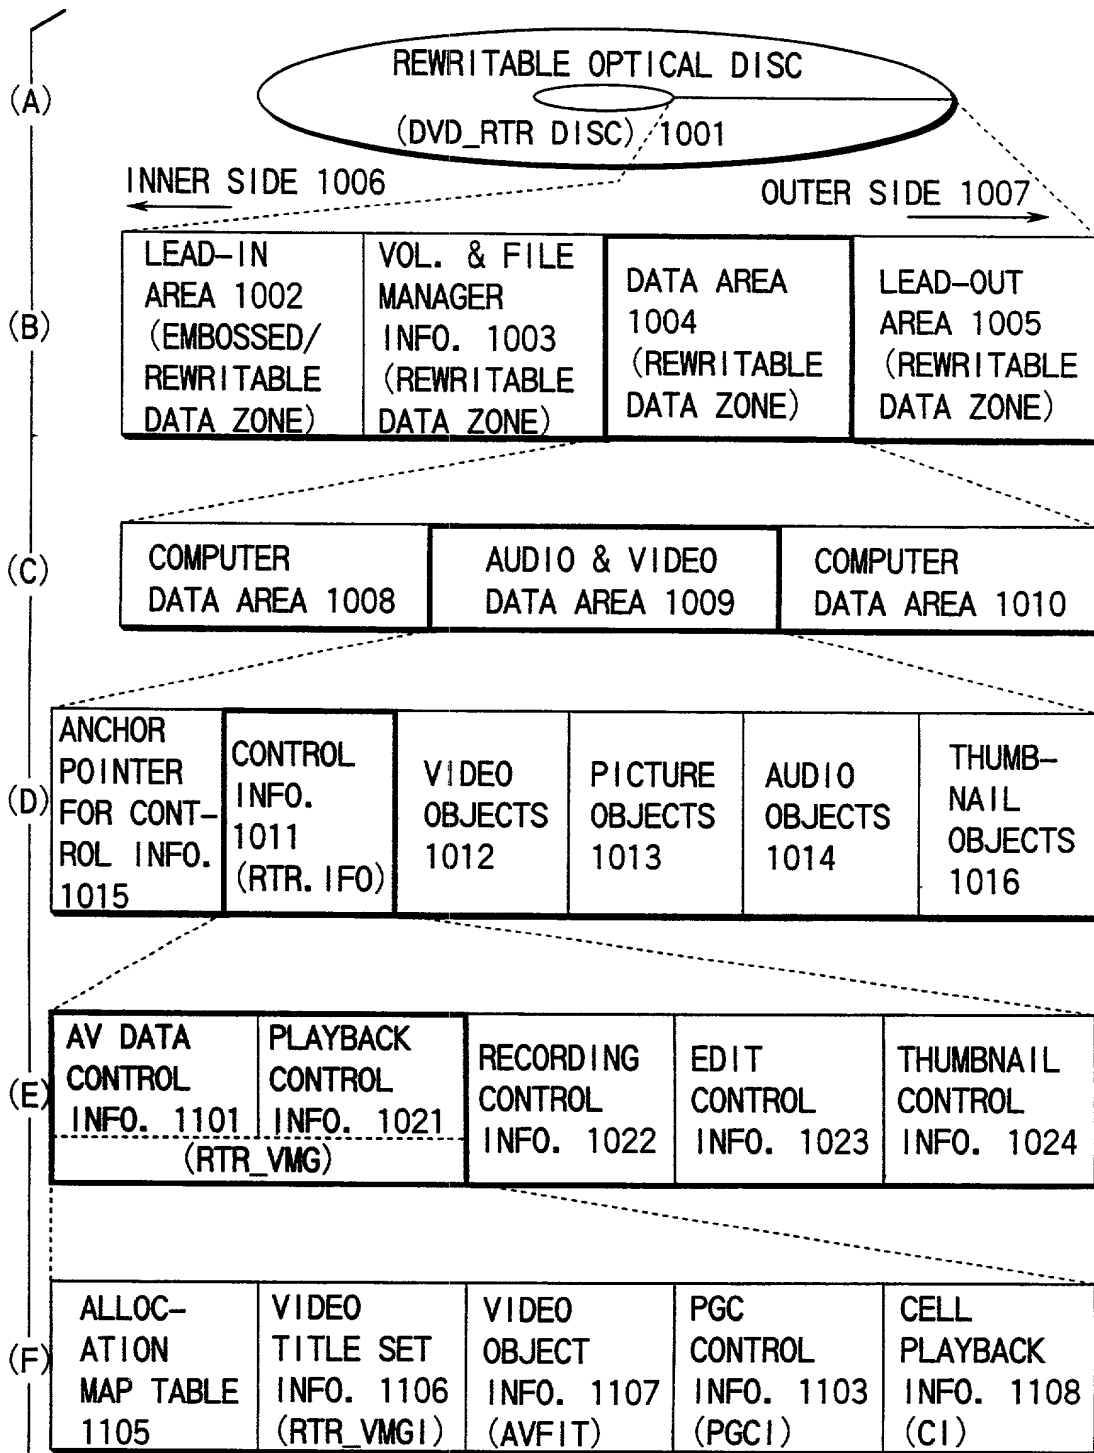 (A)
REWRITABLE OPTICAL DISC
(DVD_RTR DISC) 1001
INNER SIDE 1006
OUTER SIDE 1007
(B)
LEAD-IN
AREA 1002
(EMBOSSED/
REWRITABLE
DATA ZONE)
VOL. & FILE
MANAGER
INFO. 1003
(REWRITABLE
DATA ZONE)
DATA AREA
1004
(REWRITABLE
DATA ZONE)
LEAD-OUT
AREA 1005
(REWRITABLE
DATA ZONE)
(C)
COMPUTER
DATA AREA 1008
AUDIO & VIDEO
DATA AREA 1009
COMPUTER
DATA AREA 1010
(D)
ANCHOR
POINTER
FOR CONT-
ROL INFO.
1015
CONTROL
INFO.
1011
(RTR.IFO)
VIDEO
OBJECTS
1012
PICTURE
OBJECTS
1013
AUDIO
OBJECTS
1014
THUMB-
NAIL
OBJECTS
1016
(E)
AV DATA
CONTROL
INFO. 1101
PLAYBACK
CONTROL
INFO. 1021
(RTR_VMG)
RECORDING
CONTROL
INFO. 1022
EDIT
CONTROL
INFO. 1023
THUMBNAIL
CONTROL
INFO. 1024
(F)
ALLOC-
ATION
MAP TABLE
1105
VIDEO
TITLE SET
INFO. 1106
(RTR_VMGI)
VIDEO
OBJECT
INFO. 1107
(AVFIT)
PGC
CONTROL
INFO. 1103
(PGCI)
CELL
PLAYBACK
INFO. 1108
(CI)